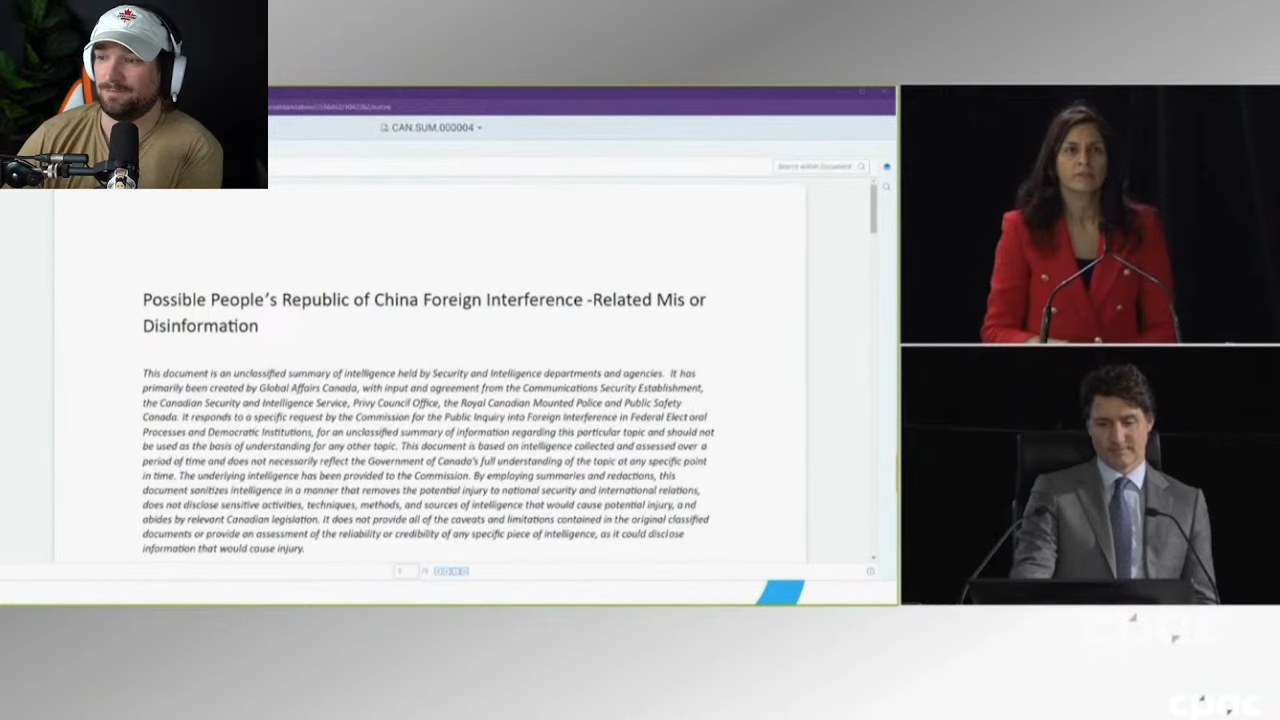 CAN.SUM.000004
Search within Document
Possible People's Republic of China Foreign Interference -Related Mis or
Disinformation
This document is an unclassified summary of intelligence held by Security and Intelligence departments and agencies. It has
primarily been created by Global Affairs Canada, with input and agreement from the Communications Security Establishment,
the Canadian Security and Intelligence Service, Privy Council Office, the Royal Canadian Mounted Police and Public Safety
Canada. It responds to a specific request by the Commission for the Public Inquiry into Foreign Interference in Federal Elect oral
Processes and Democratic Institutions, for an unclassified summary of information regarding this particular topic and should not
be used as the basis of understanding for any other topic. This document is based on intelligence collected and assessed over a
period of time and does not necessarily reflect the Government of Canada's full understanding of the topic at any specific point
in time. The underlying intelligence has been provided to the Commission. By employing summaries and redactions, this
document sanitizes intelligence in a manner that removes the potential injury to national security and international relations,
does not disclose sensitive activities, techniques, methods, and sources of intelligence that would cause potential injury, a nd
abides by relevant Canadian legislation. It does not provide all of the caveats and limitations contained in the original classified
documents or provide an assessment of the reliability or credibility of any specific piece of intelligence, as it could disclose
information that would cause injury.
cpac
cpac